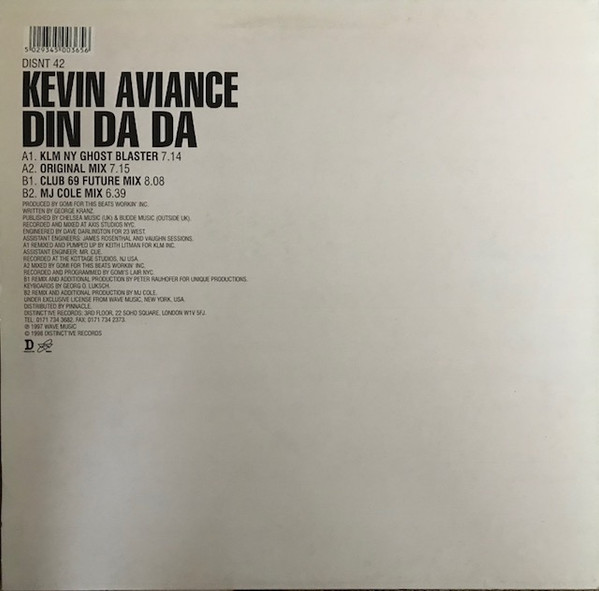 5 029345 003656
DISNT 42
KEVIN AVIANCE
DIN DA DA
A1. KLM NY GHOST BLASTER 7.14
A2. ORIGINAL MIX 7.15
B1. CLUB 69 FUTURE MIX 8.08
B2. MJ COLE MIX 6.39
PRODUCED BY GOMI FOR THIS BEATS WORKIN' INC.
WRITTEN BY GEORGE KRANZ.
PUBLISHED BY CHELSEA MUSIC (UK) & BUDDE MUSIC (OUTSIDE UK).
RECORDED AND MIXED AT AXIS STUDIOS NYC.
ENGINEERED BY DAVE DARLINGTON FOR 23 WEST.
ASSISTANT ENGINEERS: JAMES ROSENTHAL AND VAUGHN SESSIONS.
A1 REMIXED AND PUMPED UP BY KEITH LITMAN FOR KLM INC.
ASSISTANT ENGINEER: MR. CUE.
RECORDED AT THE KOTTAGE STUDIOS, NJ USA.
A2 MIXED BY GOMI FOR THIS BEATS WORKIN' INC.
RECORDED AND PROGRAMMED BY GOMI'S LAIR NYC.
B1 REMIX AND ADDITIONAL PRODUCTION BY PETER RAUHOFER FOR UNIQUE PRODUCTIONS.
KEYBOARDS BY GEORG O. LUKSCH.
B2 REMIX AND ADDITIONAL PRODUCTION BY MJ COLE.
UNDER EXCLUSIVE LICENSE FROM WAVE MUSIC, NEW YORK, USA.
DISTRIBUTED BY PINNACLE.
DISTINCT'IVE RECORDS: 3RD FLOOR, 22 SOHO SQUARE, LONDON W1V 5FJ.
TEL: 0171 734 3682. FAX: 0171 734 2373.
℗ 1997 WAVE MUSIC
© 1998 DISTINCT'IVE RECORDS
D